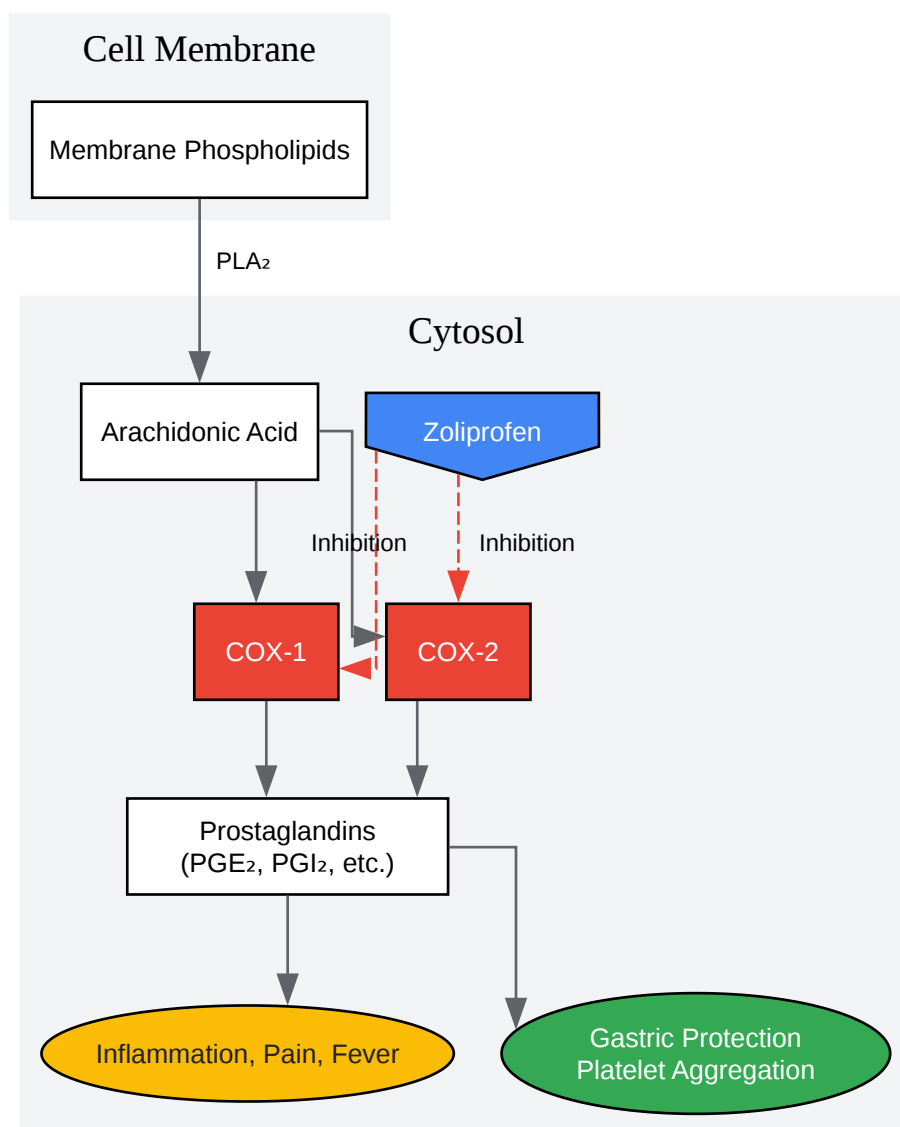 Cell Membrane
Membrane Phospholipids
PLA₂
Cytosol
Arachidonic Acid
Zoliprofen
Inhibition
Inhibition
COX-1
COX-2
Prostaglandins
(PGE₂, PGI₂, etc.)
Inflammation, Pain, Fever
Gastric Protection
Platelet Aggregation